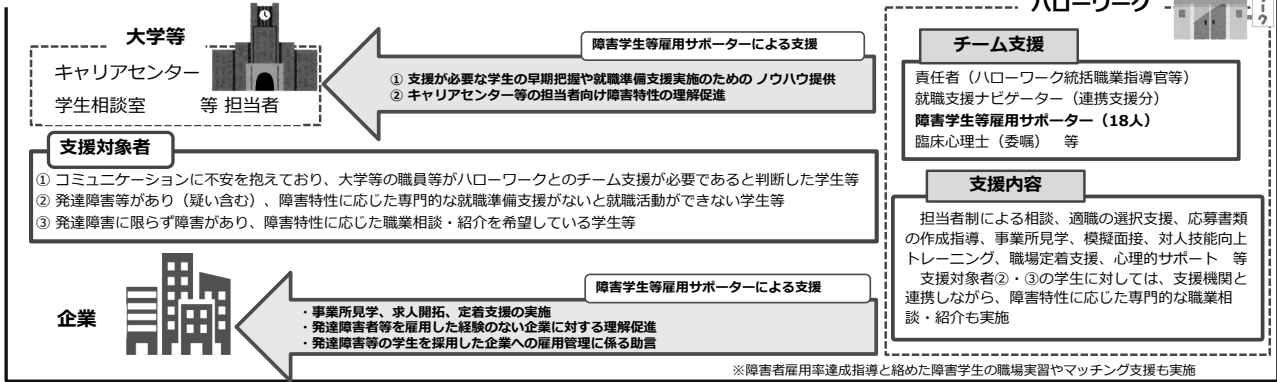 大学等
キャリアセンター
学生相談室 等 担当者
障害学生等雇用サポーターによる支援
① 支援が必要な学生の早期把握や就職準備支援実施のための ノウハウ提供
② キャリアセンター等の担当者向け障害特性の理解促進
支援対象者
① コミュニケーションに不安を抱えており、大学等の職員等がハローワークとのチーム支援が必要であると判断した学生等
② 発達障害等があり（疑い含む）、障害特性に応じた専門的な就職準備支援がないと就職活動ができない学生等
③ 発達障害に限らず障害があり、障害特性に応じた職業相談・紹介を希望している学生等
企業
障害学生等雇用サポーターによる支援
・事業所見学、求人開拓、定着支援の実施
・発達障害者等を雇用した経験のない企業に対する理解促進
・発達障害等の学生を採用した企業への雇用管理に係る助言
ハローワーク
チーム支援
責任者（ハローワーク統括職業指導官等）
就職支援ナビゲーター（連携支援分）
障害学生等雇用サポーター（18人）
臨床心理士（委嘱） 等
支援内容
担当者制による相談、適職の選択支援、応募書類
の作成指導、事業所見学、模擬面接、対人技能向上
トレーニング、職場定着支援、心理的サポート 等
支援対象者②・③の学生に対しては、支援機関と
連携しながら、障害特性に応じた専門的な職業相
談・紹介も実施
※障害者雇用率達成指導と絡めた障害学生の職場実習やマッチング支援も実施